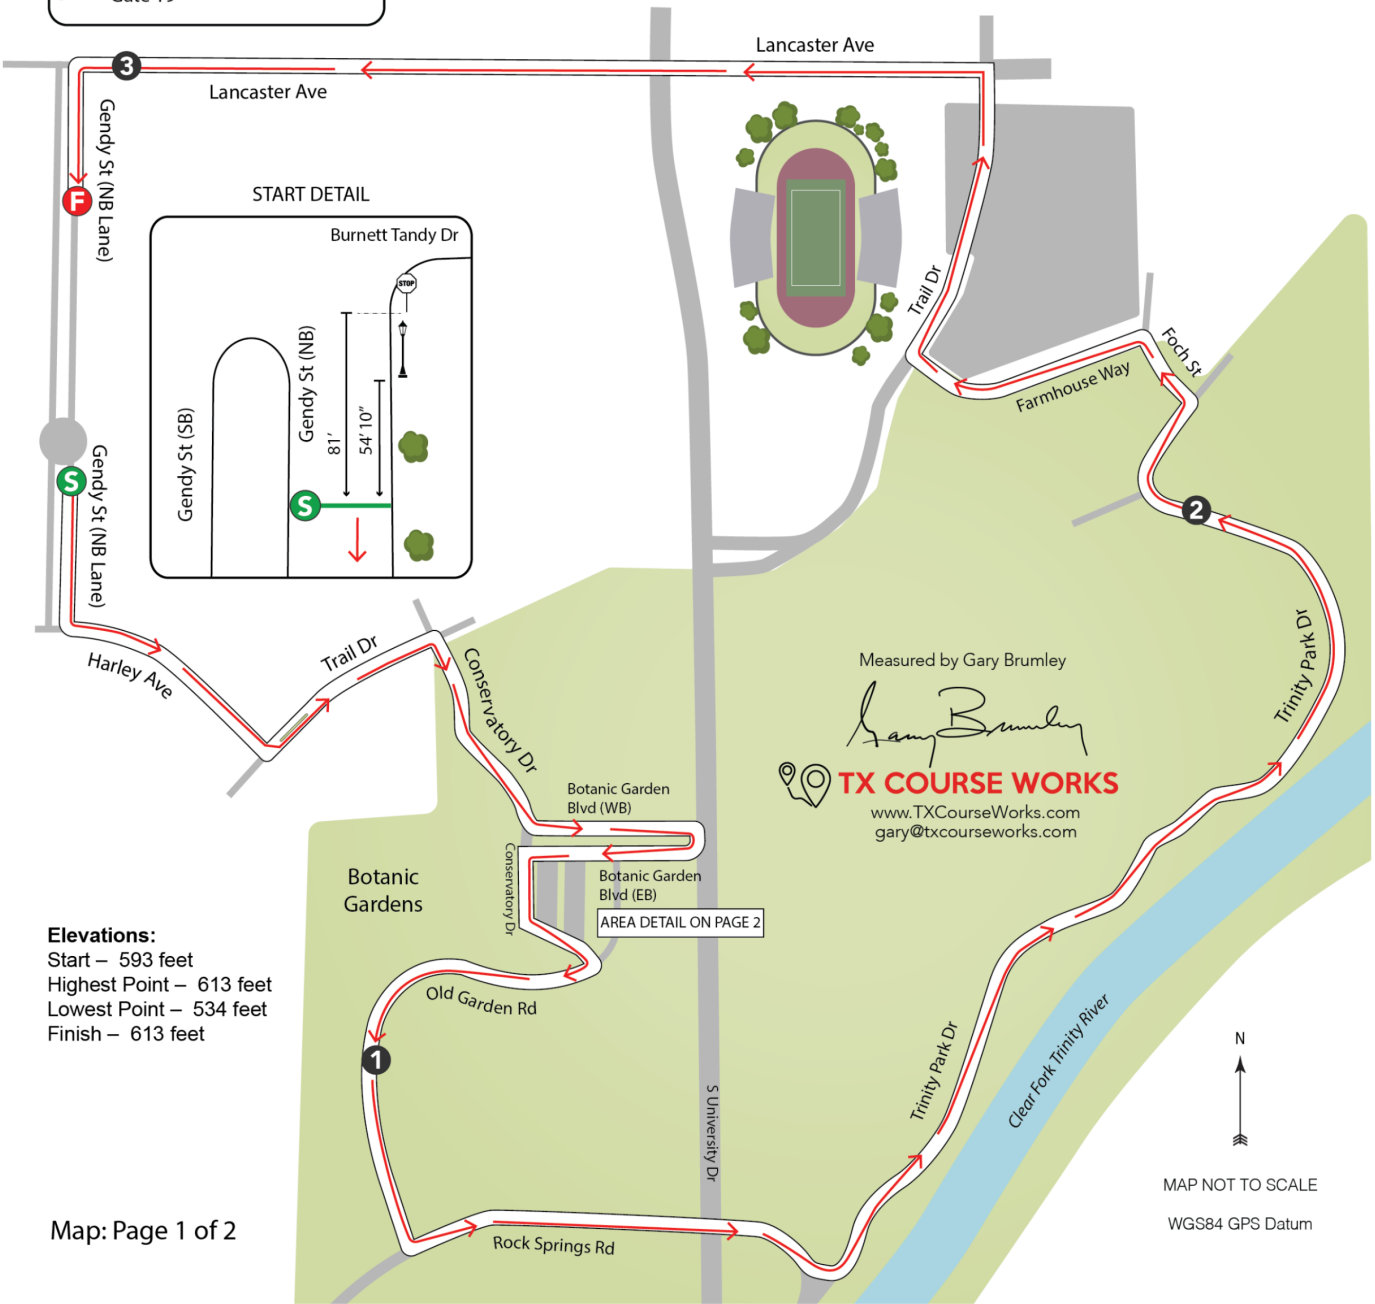 Lancaster Ave
3
Lancaster Ave
Gendy St (NB Lane)
F
START DETAIL
Burnett Tandy Dr
STOP
Gendy St (NB)
81'
54' 10"
Gendy St (SB)
S
Trail Dr
Foch St
Farmhouse Way
S
Gendy St (NB Lane)
2
Harley Ave
Trail Dr
Conservatory Dr
Trinity Park Dr
Measured by Gary Brumley
Gary Brumley
TX COURSE WORKS
www.TXCourseWorks.com
gary@txcourseworks.com
Botanic Garden
Blvd (WB)
Conservatory Dr
Botanic Garden
Blvd (EB)
AREA DETAIL ON PAGE 2
Botanic
Gardens
Elevations:
Start – 593 feet
Highest Point – 613 feet
Lowest Point – 534 feet
Finish – 613 feet
Old Garden Rd
1
Trinity Park Dr
Clear Fork Trinity River
S University Dr
N
MAP NOT TO SCALE
WGS84 GPS Datum
Map: Page 1 of 2
Rock Springs Rd